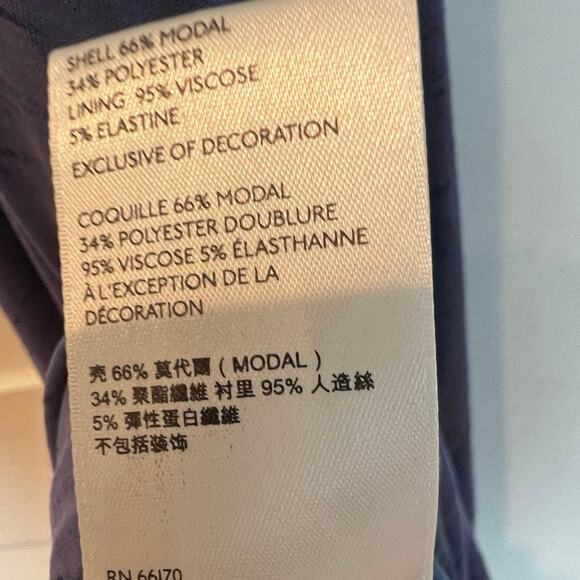 SHELL 66% MODAL
34% POLYESTER
LINING 95% VISCOSE
5% ELASTINE
EXCLUSIVE OF DECORATION
COQUILLE 66% MODAL
34% POLYESTER DOUBLURE
95% VISCOSE 5% ÉLASTHANNE
À L'EXCEPTION DE LA
DÉCORATION
壳 66% 莫代爾 ( MODAL )
34% 聚酯纖維 衬里 95% 人造絲
5% 彈性蛋白纖維
不包括装饰
RN 66170